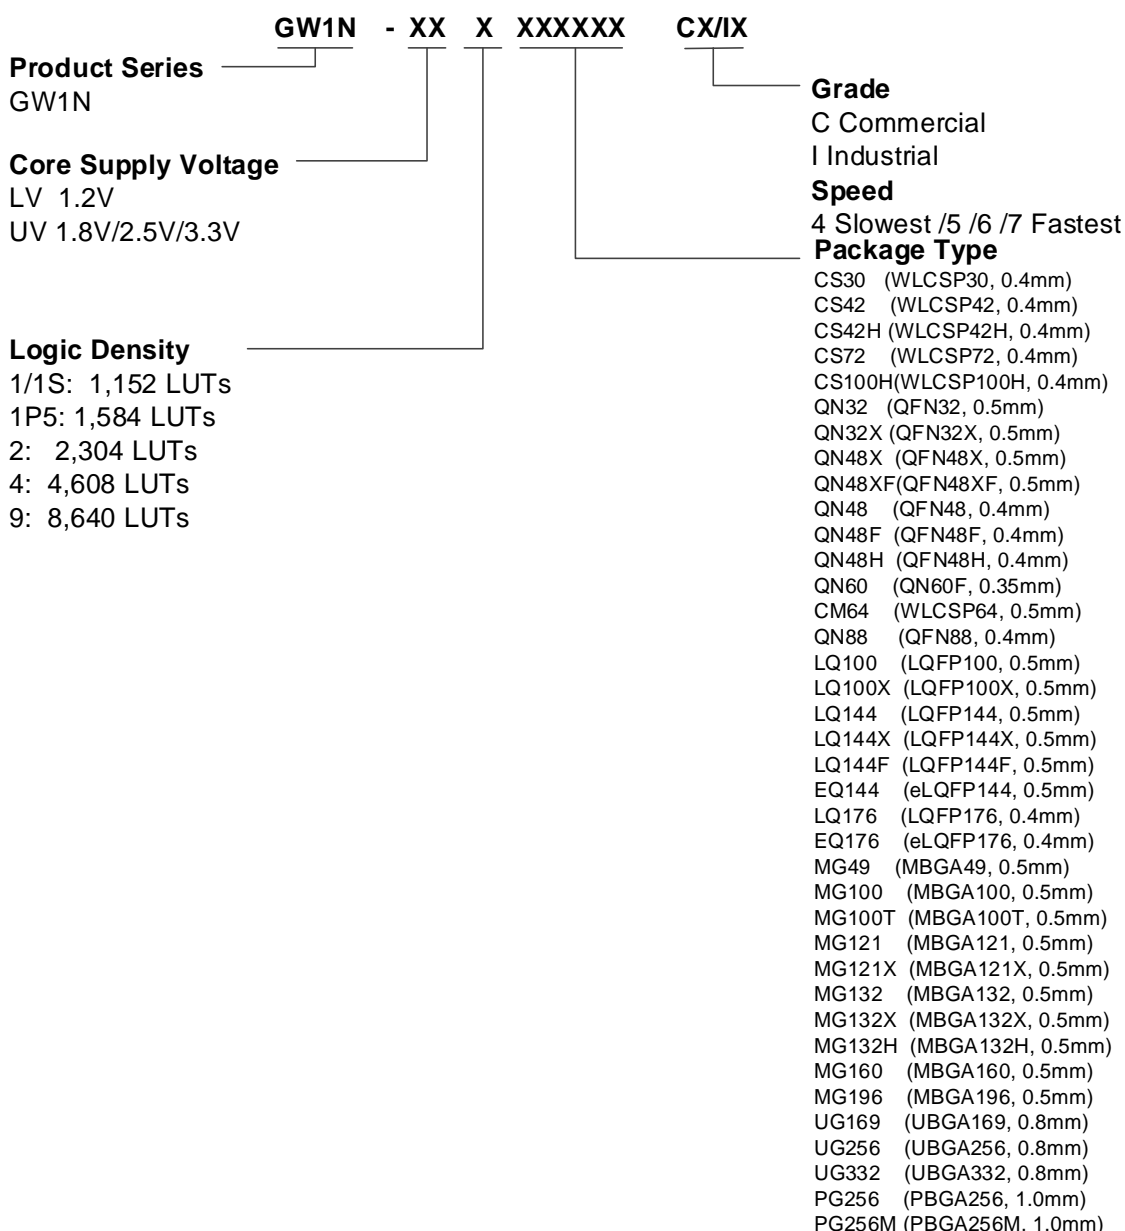 GW1N - XX X XXXXXX CX/IX
Product Series
GW1N
Core Supply Voltage
LV 1.2V
UV 1.8V/2.5V/3.3V
Logic Density
1/1S: 1,152 LUTs
1P5: 1,584 LUTs
2: 2,304 LUTs
4: 4,608 LUTs
9: 8,640 LUTs
Grade
C Commercial
I Industrial
Speed
4 Slowest /5 /6 /7 Fastest
Package Type
CS30 (WLCSP30, 0.4mm)
CS42 (WLCSP42, 0.4mm)
CS42H (WLCSP42H, 0.4mm)
CS72 (WLCSP72, 0.4mm)
CS100H(WLCSP100H, 0.4mm)
QN32 (QFN32, 0.5mm)
QN32X (QFN32X, 0.5mm)
QN48X (QFN48X, 0.5mm)
QN48XF(QFN48XF, 0.5mm)
QN48 (QFN48, 0.4mm)
QN48F (QFN48F, 0.4mm)
QN48H (QFN48H, 0.4mm)
QN60 (QN60F, 0.35mm)
CM64 (WLCSP64, 0.5mm)
QN88 (QFN88, 0.4mm)
LQ100 (LQFP100, 0.5mm)
LQ100X (LQFP100X, 0.5mm)
LQ144 (LQFP144, 0.5mm)
LQ144X (LQFP144X, 0.5mm)
LQ144F (LQFP144F, 0.5mm)
EQ144 (eLQFP144, 0.5mm)
LQ176 (LQFP176, 0.4mm)
EQ176 (eLQFP176, 0.4mm)
MG49 (MBGA49, 0.5mm)
MG100 (MBGA100, 0.5mm)
MG100T (MBGA100T, 0.5mm)
MG121 (MBGA121, 0.5mm)
MG121X (MBGA121X, 0.5mm)
MG132 (MBGA132, 0.5mm)
MG132X (MBGA132X, 0.5mm)
MG132H (MBGA132H, 0.5mm)
MG160 (MBGA160, 0.5mm)
MG196 (MBGA196, 0.5mm)
UG169 (UBGA169, 0.8mm)
UG256 (UBGA256, 0.8mm)
UG332 (UBGA332, 0.8mm)
PG256 (PBGA256, 1.0mm)
PG256M (PBGA256M, 1.0mm)